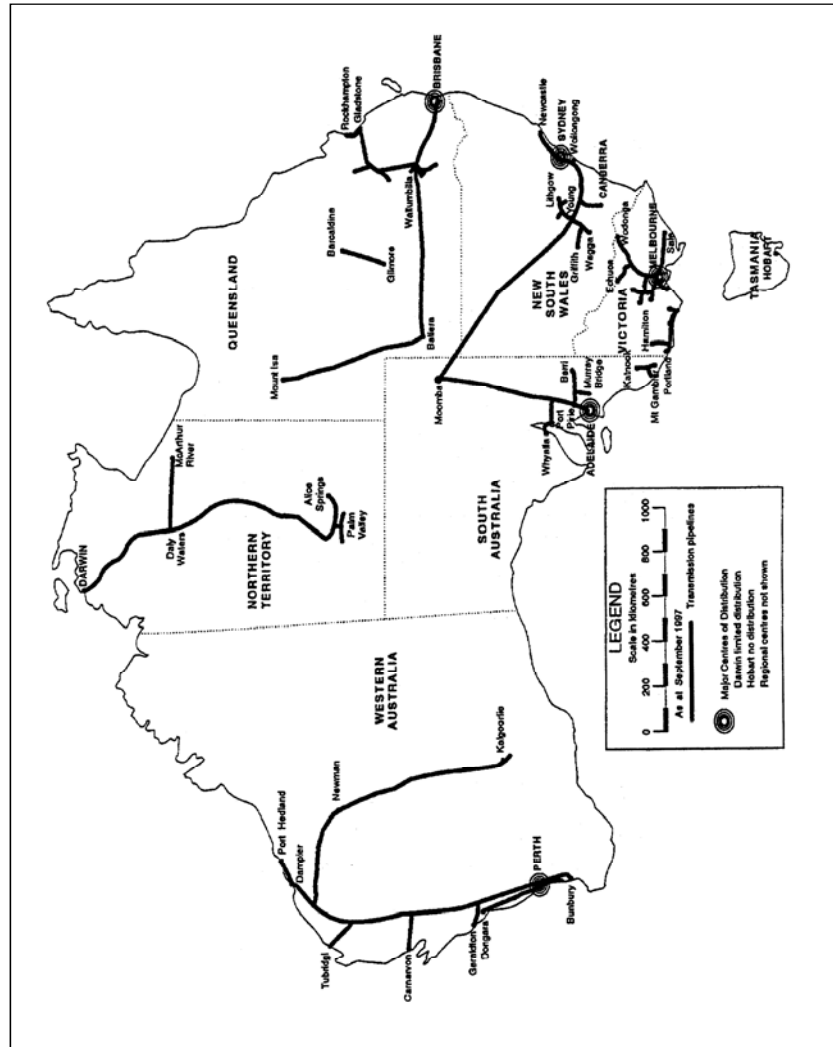 DARWIN
Daly
Waters
McArthur
River
NORTHERN
TERRITORY
Alice
Springs
Palm
Valley
WESTERN
AUSTRALIA
Port Hedland
Dampier
Newman
Kalgoorlie
Tubridgi
Carnarvon
Geraldton
Dongara
PERTH
Bunbury
QUEENSLAND
Mount Isa
Ballera
Barcaldine
Gilmore
Rockhampton
Gladstone
Wallumbilla
BRISBANE
SOUTH
AUSTRALIA
Moomba
Whyalla
Port
Pirie
Berri
Murray
Bridge
ADELAIDE
Mt Gambier
Katnook
Portland
NEW
SOUTH
WALES
Newcastle
SYDNEY
Wollongong
Lithgow
Young
CANBERRA
Griffith
Wagga
VICTORIA
Wodonga
Echuca
MELBOURNE
Sale
Hamilton
TASMANIA
HOBART
LEGEND
Scale in kilometres
0 200 400 600 800 1000
As at September 1997
Transmission pipelines
Major Centres of Distribution
Darwin limited distribution
Hobart no distribution
Regional centres not shown